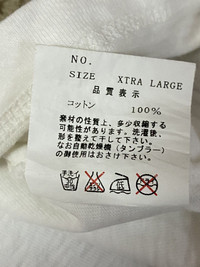 NO.
SIZE XTRA LARGE
品質表示
コットン 100%
素材の性質上、多少収縮する
可能性があります。洗濯後、
形を整えて干して下さい。
なお自動乾燥機（タンブラー）
の御使用はおさけ下さい。